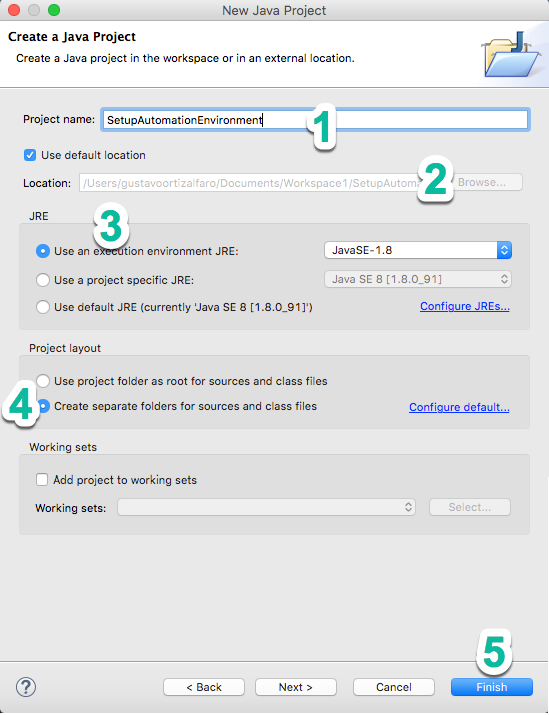 New Java Project
Create a Java Project
Create a Java project in the workspace or in an external location.
Project name: SetupAutomationEnvironment 1
Use default location
Location: /Users/gustavoortizalfaro/Documents/Workspace1/SetupAutoma 2 Browse...
JRE 3
Use an execution environment JRE: JavaSE-1.8
Use a project specific JRE: Java SE 8 [1.8.0_91]
Use default JRE (currently 'Java SE 8 [1.8.0_91]') Configure JREs...
Project layout
Use project folder as root for sources and class files
4 Create separate folders for sources and class files Configure default...
Working sets
Add project to working sets
Working sets: Select...
5
? < Back Next > Cancel Finish